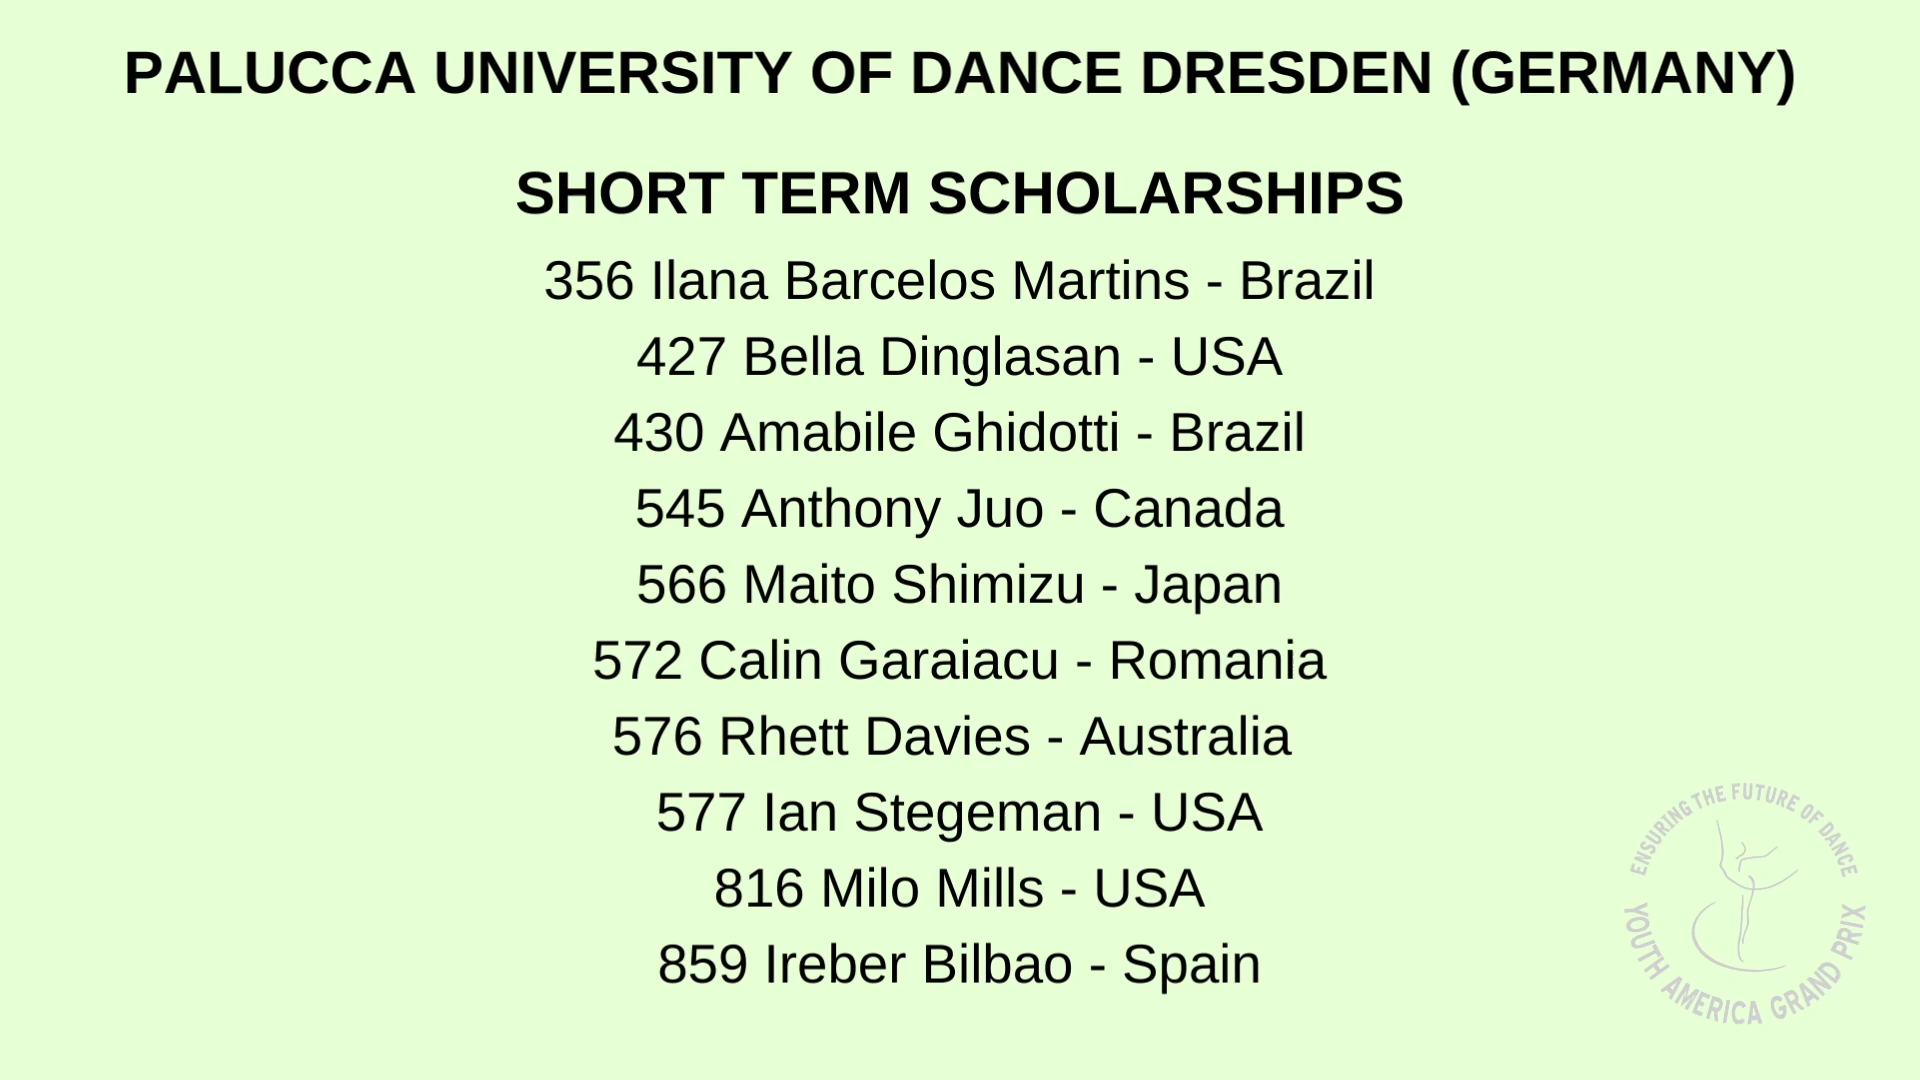 PALUCCA UNIVERSITY OF DANCE DRESDEN (GERMANY)
SHORT TERM SCHOLARSHIPS
356 Ilana Barcelos Martins - Brazil
427 Bella Dinglasan - USA
430 Amabile Ghidotti - Brazil
545 Anthony Juo - Canada
566 Maito Shimizu - Japan
572 Calin Garaiacu - Romania
576 Rhett Davies - Australia
577 Ian Stegeman - USA
816 Milo Mills - USA
859 Ireber Bilbao - Spain
ENSURING THE FUTURE OF DANCE
YOUTH AMERICA GRAND PRIX